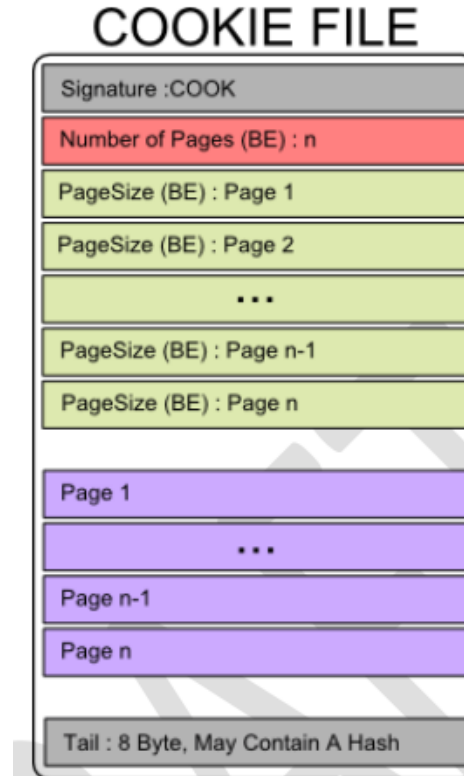 COOKIE FILE
Signature :COOK
Number of Pages (BE) : n
PageSize (BE) : Page 1
PageSize (BE) : Page 2
...
PageSize (BE) : Page n-1
PageSize (BE) : Page n
Page 1
...
Page n-1
Page n
Tail : 8 Byte, May Contain A Hash